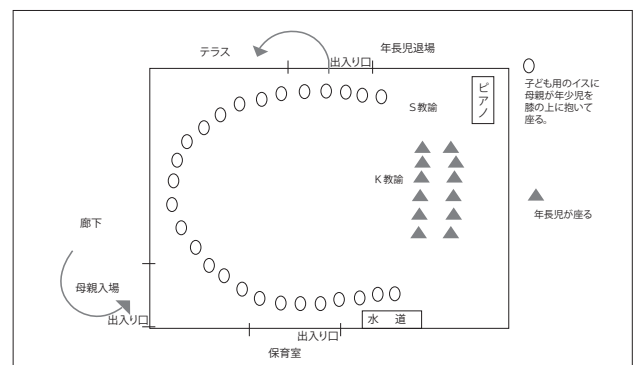 テラス
出入り口
年長児退場
ピアノ
S教諭
子ども用のイスに
母親が年少児を
膝の上に抱いて
座る。
K教諭
年長児が座る
廊下
母親入場
出入り口
水 道
出入り口
保育室